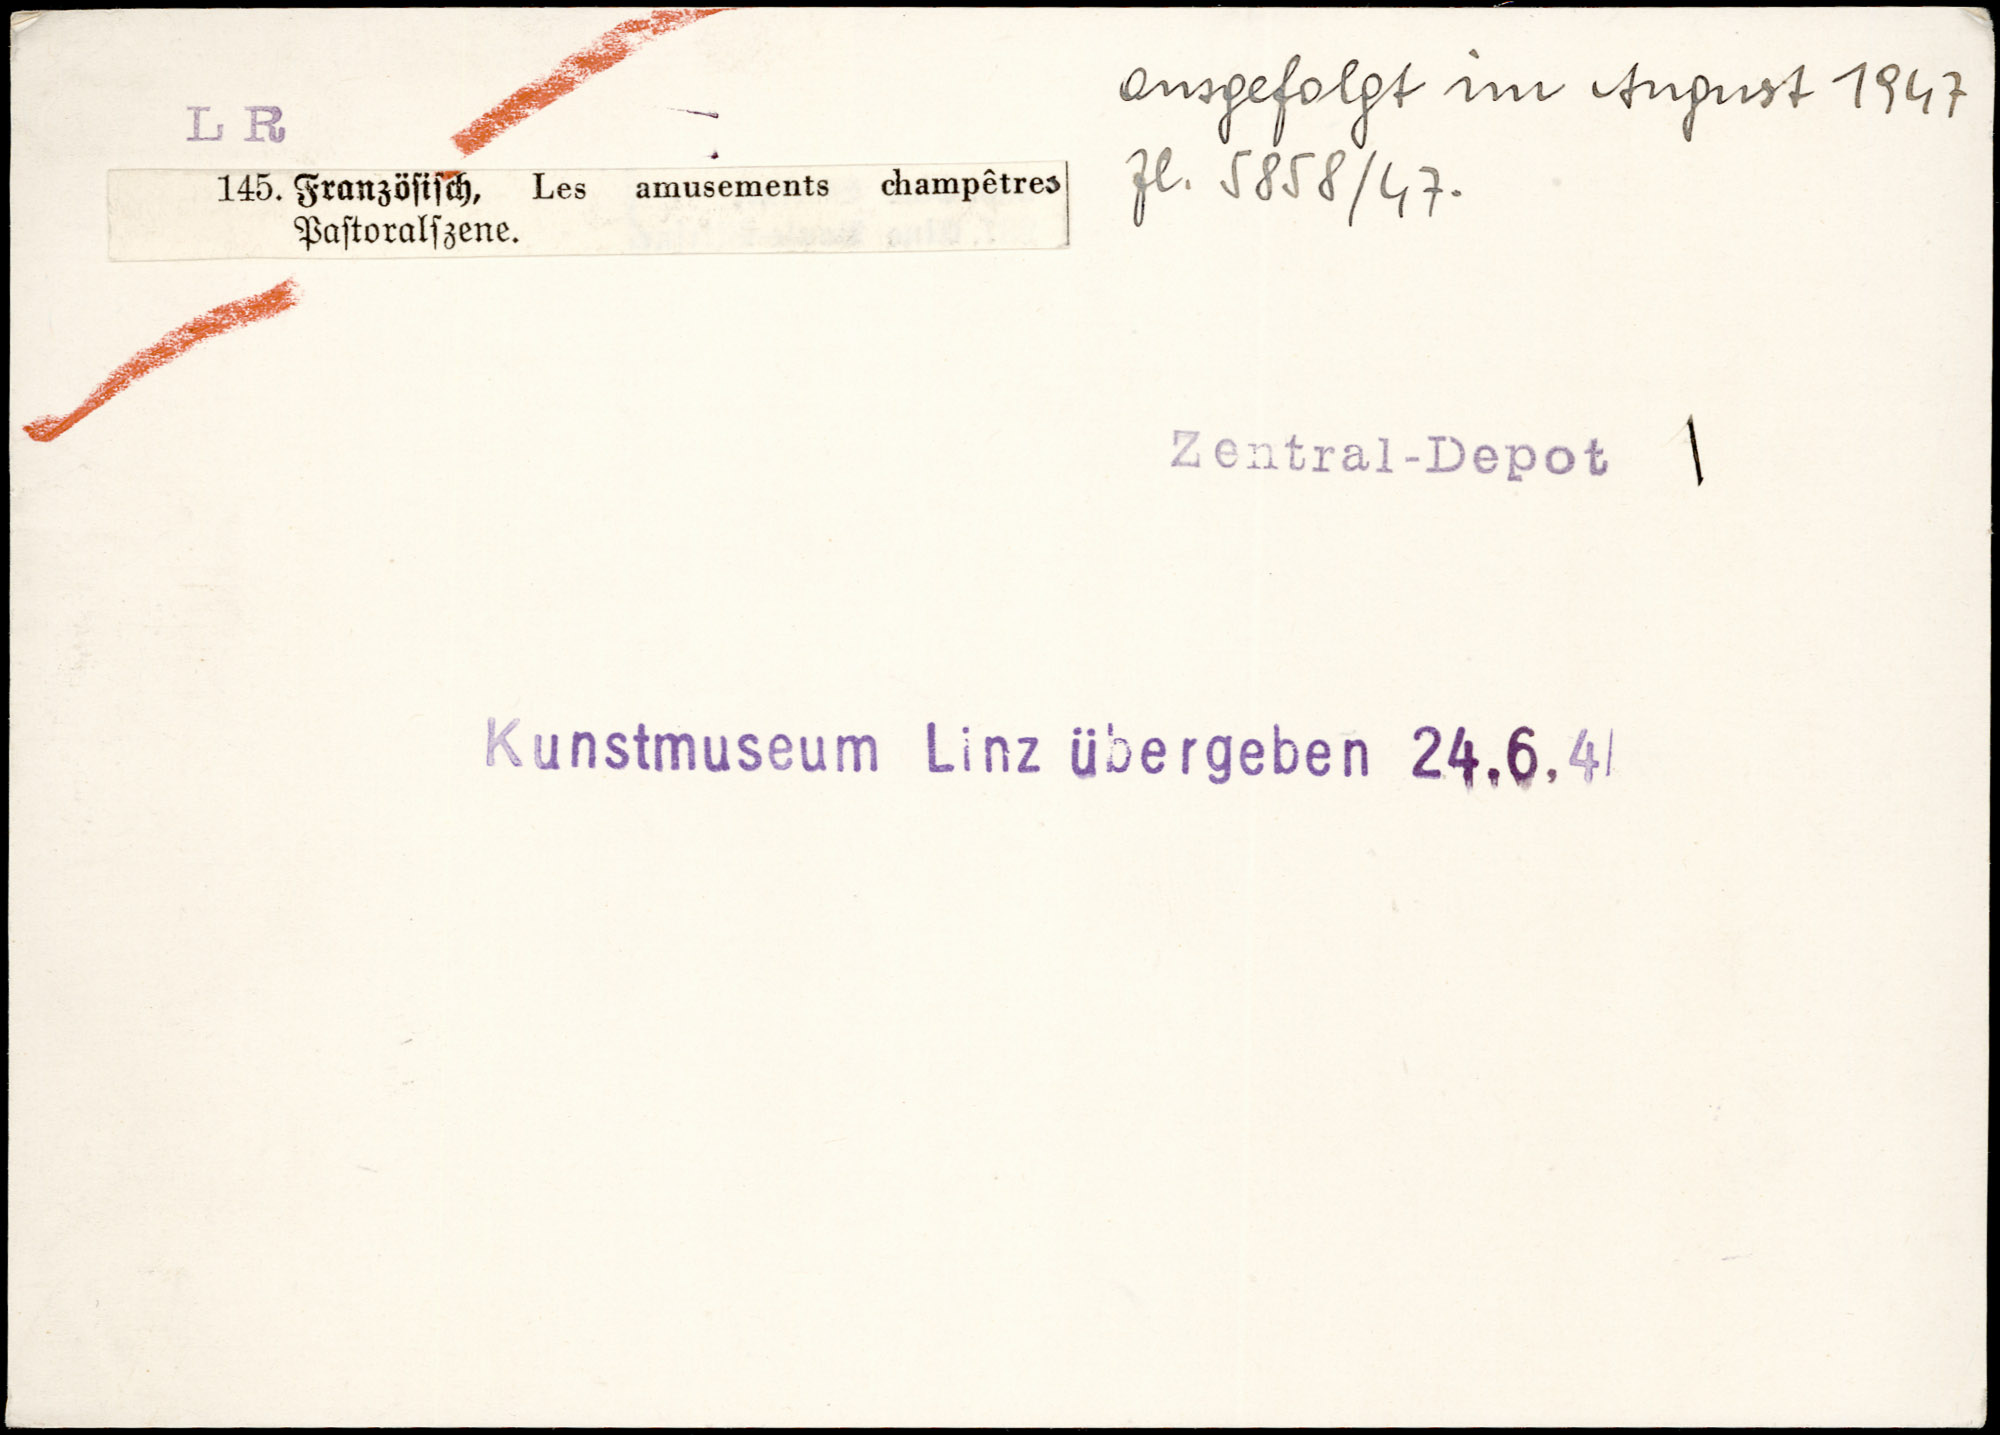 L R
ausgefolgt im August 1947
Zl. 5858/47.
145. Französisch, Les amusements champêtres
Pastoralszene.
Zentral-Depot
Kunstmuseum Linz übergeben 24.6.41